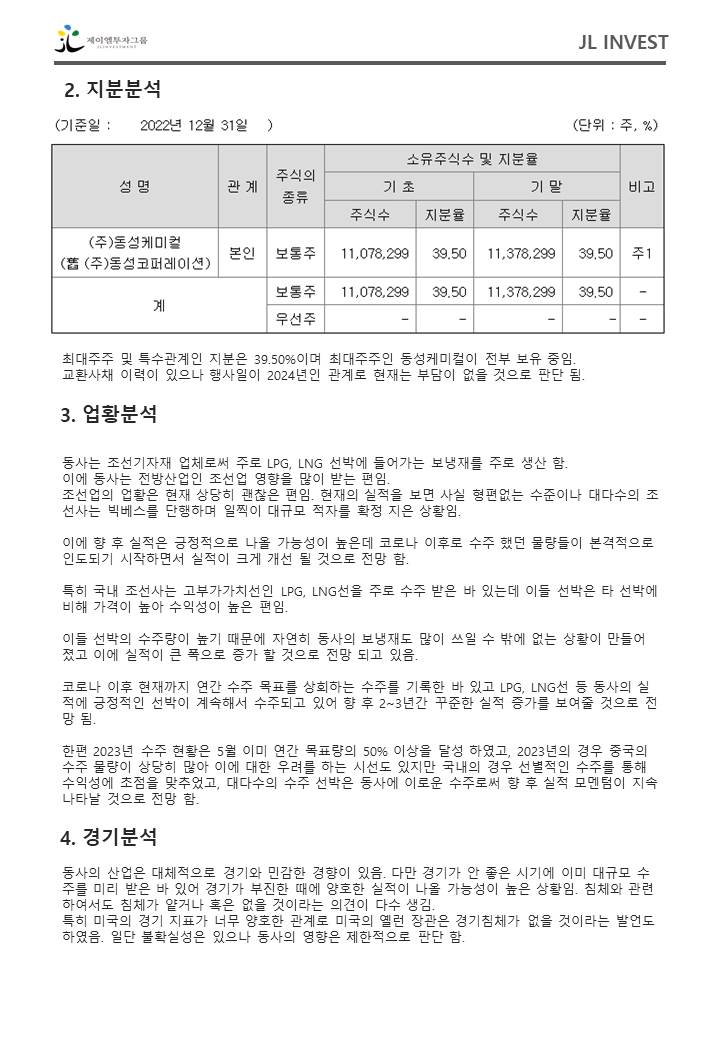 제이엘투자그룹
JLINVESTMENT
JL INVEST
2. 지분분석
(기준일 : 2022년 12월 31일 ) (단위 : 주, %)
성 명 관 계 주식의 종류 소유주식수 및 지분율 비고
기 초 기 말
주식수 지분율 주식수 지분율
(주)동성케미컬
(舊 (주)동성코퍼레이션) 본인 보통주 11,078,299 39.50 11,378,299 39.50 주1
계 보통주 11,078,299 39.50 11,378,299 39.50 –
우선주 – – – – –
최대주주 및 특수관계인 지분은 39.50%이며 최대주주인 동성케미컬이 전부 보유 중임.
교환사채 이력이 있으나 행사일이 2024년인 관계로 현재는 부담이 없을 것으로 판단 됨.
3. 업황분석
동사는 조선기자재 업체로써 주로 LPG, LNG 선박에 들어가는 보냉재를 주로 생산 함.
이에 동사는 전방산업인 조선업 영향을 많이 받는 편임.
조선업의 업황은 현재 상당히 괜찮은 편임. 현재의 실적을 보면 사실 형편없는 수준이나 대다수의 조
선사는 빅베스를 단행하며 일찍이 대규모 적자를 확정 지은 상황임.
이에 향 후 실적은 긍정적으로 나올 가능성이 높은데 코로나 이후로 수주 했던 물량들이 본격적으로
인도되기 시작하면서 실적이 크게 개선 될 것으로 전망 함.
특히 국내 조선사는 고부가가치선인 LPG, LNG선을 주로 수주 받은 바 있는데 이들 선박은 타 선박에
비해 가격이 높아 수익성이 높은 편임.
이들 선박의 수주량이 높기 때문에 자연히 동사의 보냉재도 많이 쓰일 수 밖에 없는 상황이 만들어
졌고 이에 실적이 큰 폭으로 증가 할 것으로 전망 되고 있음.
코로나 이후 현재까지 연간 수주 목표를 상회하는 수주를 기록한 바 있고 LPG, LNG선 등 동사의 실
적에 긍정적인 선박이 계속해서 수주되고 있어 향 후 2~3년간 꾸준한 실적 증가를 보여줄 것으로 전
망 됨.
한편 2023년 수주 현황은 5월 이미 연간 목표량의 50% 이상을 달성 하였고, 2023년의 경우 중국의
수주 물량이 상당히 많아 이에 대한 우려를 하는 시선도 있지만 국내의 경우 선별적인 수주를 통해
수익성에 초점을 맞추었고, 대다수의 수주 선박은 동사에 이로운 수주로써 향 후 실적 모멘텀이 지속
나타날 것으로 전망 함.
4. 경기분석
동사의 산업은 대체적으로 경기와 민감한 경향이 있음. 다만 경기가 안 좋은 시기에 이미 대규모 수
주를 미리 받은 바 있어 경기가 부진한 때에 양호한 실적이 나올 가능성이 높은 상황임. 침체와 관련
하여서도 침체가 얕거나 혹은 없을 것이라는 의견이 다수 생김.
특히 미국의 경기 지표가 너무 양호한 관계로 미국의 옐런 장관은 경기침체가 없을 것이라는 발언도
하였음. 일단 불확실성은 있으나 동사의 영향은 제한적으로 판단 함.